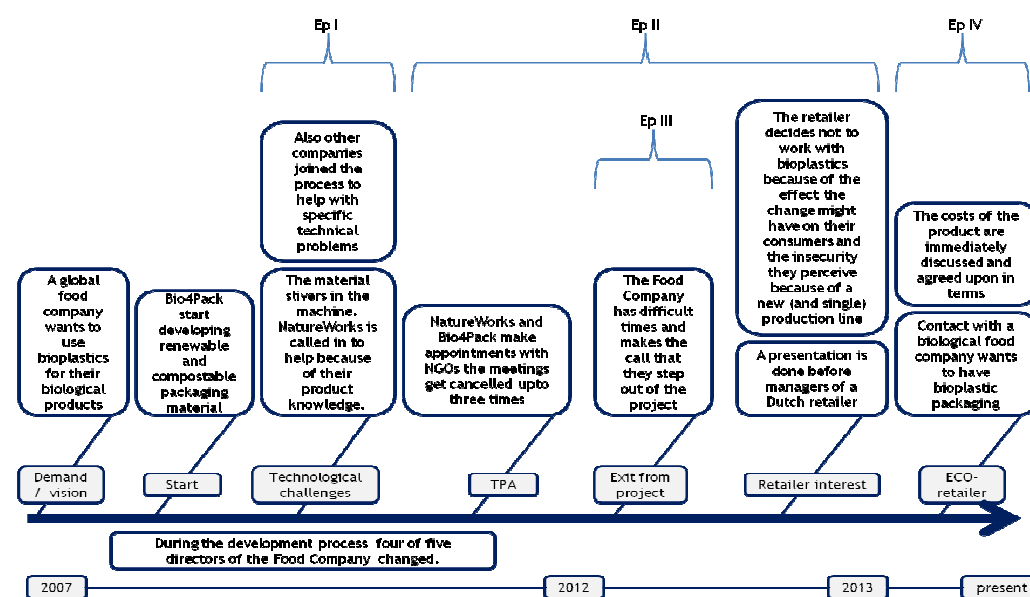 Ep I
Ep II
Ep IV
Ep III
Also other
companies
joined the
process to
help with
specific
technical
problems
The retailer
decides not to
work with
bioplastics
because of the
effect the
change might
have on their
consumers and
the insecurity
they perceive
because of a
new (and single)
production line
The costs of the
product are
immediately
discussed and
agreed upon in
terms
A global
food
company
wants to
use
bioplastics
for their
biological
products
Bio4Pack
start
developing
renewable
and
compostable
packaging
material
The material
stivers in the
machine.
NatureWorks is
called in to
help because
of their
product
knowledge.
NatureWorks and
Bio4Pack make
appointments with
NGOs the meetings
get cancelled upto
three times
The Food
Company
has difficult
times and
makes the
call that
they step
out of the
project
A presentation is
done before
managers of a
Dutch retailer
Contact with a
biological food
company wants
to have
bioplastic
packaging
Demand
/ vision
Start
Technological
challenges
TPA
Exit from
project
Retailer interest
ECO-
retailer
During the development process four of five
directors of the Food Company changed.
2007
2012
2013
present